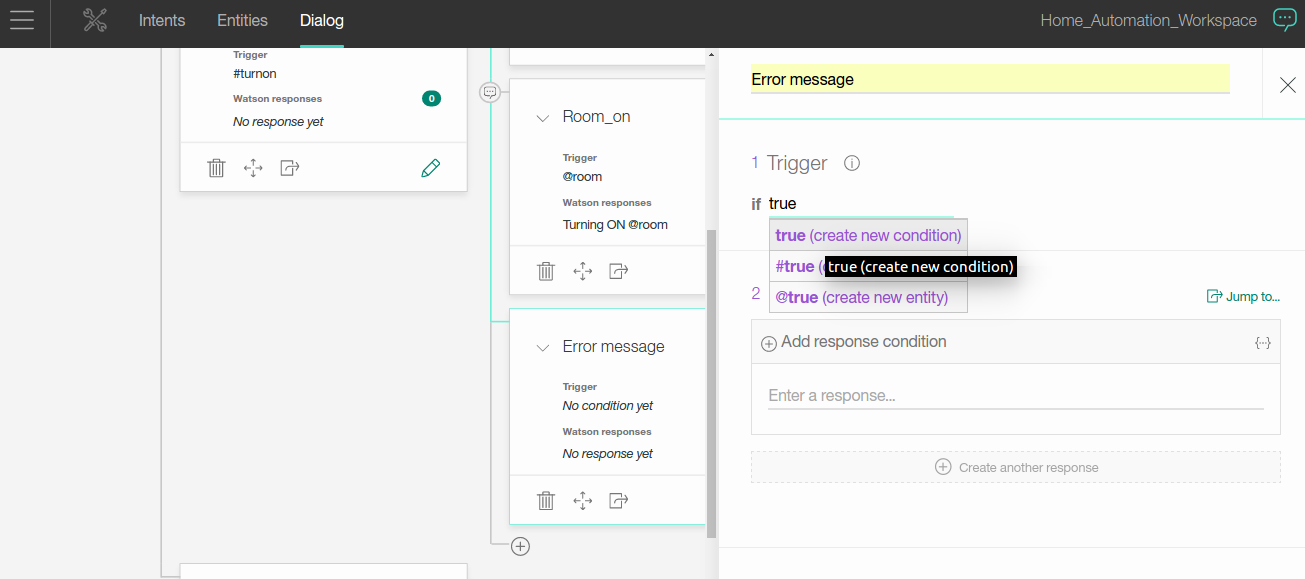 Intents Entities Dialog Home_Automation_Workspace
Trigger
#turnon
Watson responses 0
No response yet
Room_on
Trigger
@room
Watson responses
Turning ON @room
Error message
Trigger
No condition yet
Watson responses
No response yet
Error message
1 Trigger
if true
true (create new condition)
#true (
true (create new condition)
2 @true (create new entity)
Jump to...
Add response condition
Enter a response...
Create another response